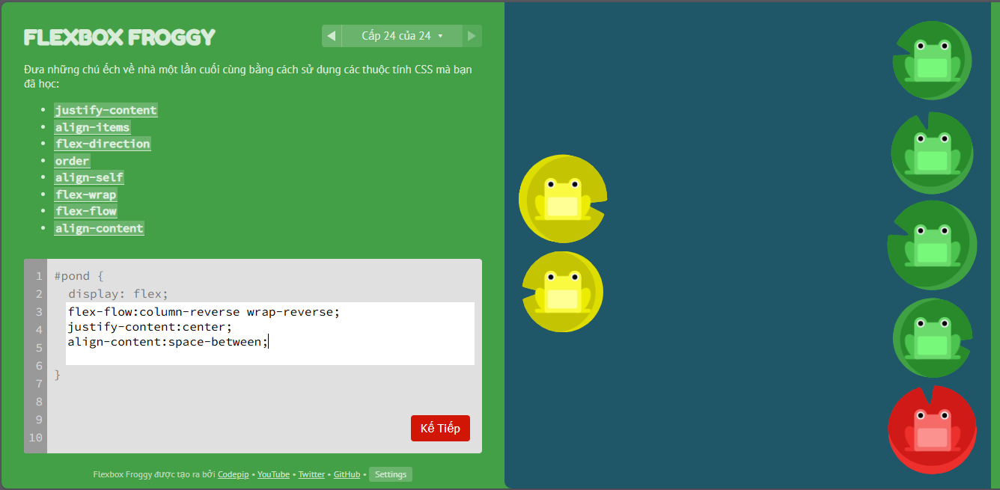 FLEXBOX FROGGY
Cấp 24 của 24
Đưa những chú ếch về nhà một lần cuối cùng bằng cách sử dụng các thuộc tính CSS mà bạn
đã học:
justify-content
align-items
flex-direction
order
align-self
flex-wrap
flex-flow
align-content
1 #pond {
2 display: flex;
3 flex-flow:column-reverse wrap-reverse;
4 justify-content:center;
5 align-content:space-between;
6 }
7
8
9
10
Kế Tiếp
Flexbox Froggy được tạo ra bởi Codepip • YouTube • Twitter • GitHub • Settings